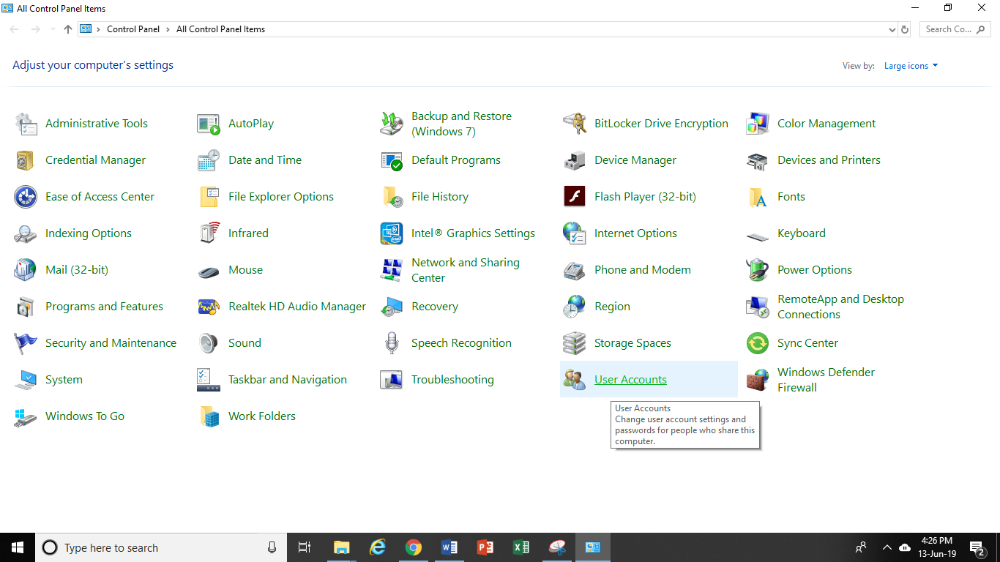 All Control Panel Items
Control Panel > All Control Panel Items
Search Co...
Adjust your computer's settings
View by: Large icons
Administrative Tools
AutoPlay
Backup and Restore
(Windows 7)
BitLocker Drive Encryption
Color Management
Credential Manager
Date and Time
Default Programs
Device Manager
Devices and Printers
Ease of Access Center
File Explorer Options
File History
Flash Player (32-bit)
Fonts
Indexing Options
Infrared
Intel® Graphics Settings
Internet Options
Keyboard
Mail (32-bit)
Mouse
Network and Sharing
Center
Phone and Modem
Power Options
Programs and Features
Realtek HD Audio Manager
Recovery
Region
RemoteApp and Desktop
Connections
Security and Maintenance
Sound
Speech Recognition
Storage Spaces
Sync Center
System
Taskbar and Navigation
Troubleshooting
User Accounts
Windows Defender
Firewall
User Accounts
Change user account settings and
passwords for people who share this
computer.
Windows To Go
Work Folders
Type here to search
4:26 PM
13-Jun-19
2